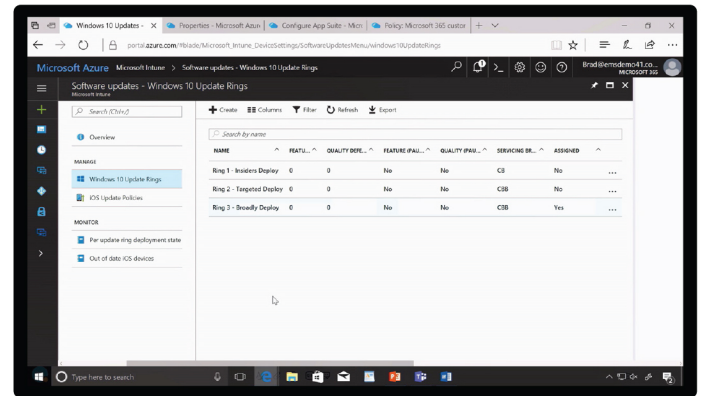 Windows 10 Updates -
Properties - Microsoft Azure
Configure App Suite - Micr
Policy: Microsoft 365 custor
portal.azure.com/#blade/Microsoft_Intune_DeviceSettings/SoftwareUpdatesMenu/windows10UpdateRings
Microsoft Azure Microsoft Intune > Software updates - Windows 10 Update Rings
Brad@emsdemo41.co...
MICROSOFT 365
Software updates - Windows 10 Update Rings
Microsoft Intune
Search (Ctrl+/)
Create Columns Filter Refresh Export
Overview
Search by name
NAME FEATU... QUALITY DEFE... FEATURE (PAU... QUALITY (PAU... SERVICING BR... ASSIGNED
MANAGE
Ring 1 - Insiders Deploy 0 0 No No CB No ...
Windows 10 Update Rings
Ring 2 - Targeted Deploy 0 0 No No CBB No ...
iOS Update Policies
Ring 3 - Broadly Deploy 0 0 No No CBB Yes ...
MONITOR
Per update ring deployment state
Out of date iOS devices
Type here to search